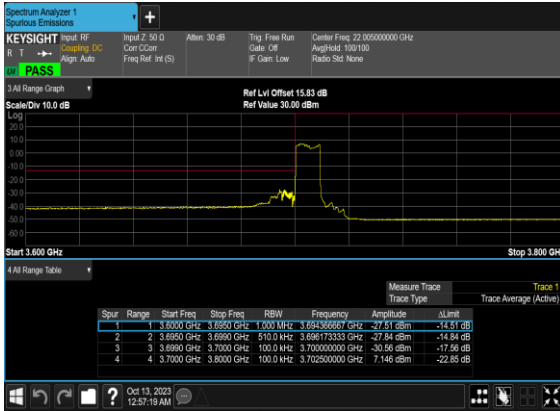 Spectrum Analyzer 1
Spurious Emissions
+
KEYSIGHT Input: RF Input Z: 50 Ω Atten: 30 dB Trig: Free Run Center Freq: 22.005000000 GHz
R T Coupling: DC Corr CCorr Gate: Off Avg|Hold: 100/100
Align: Auto Freq Ref: Int (S) IF Gain: Low Radio Std: None
PASS
3 All Range Graph
Ref Lvl Offset 15.83 dB
Scale/Div 10.0 dB Ref Value 30.00 dBm
Log
20.0
10.0
0.00
-10.0
-20.0
-30.0
-40.0
-50.0
-60.0
Start 3.600 GHz Stop 3.800 GH
4 All Range Table
Measure Trace Trace 1
Trace Type Trace Average (Active)
Spur Range Start Freq Stop Freq RBW Frequency Amplitude ΔLimit
1 1 3.6000 GHz 3.6950 GHz 1.000 MHz 3.694366667 GHz -27.51 dBm -14.51 dB
2 2 3.6950 GHz 3.6990 GHz 510.0 kHz 3.696173333 GHz -27.84 dBm -14.84 dB
3 3 3.6990 GHz 3.7000 GHz 100.0 kHz 3.700000000 GHz -30.56 dBm -17.56 dB
4 4 3.7000 GHz 3.8000 GHz 100.0 kHz 3.702500000 GHz 7.146 dBm -22.85 dB
?
Oct 13, 2023
12:57:19 AM